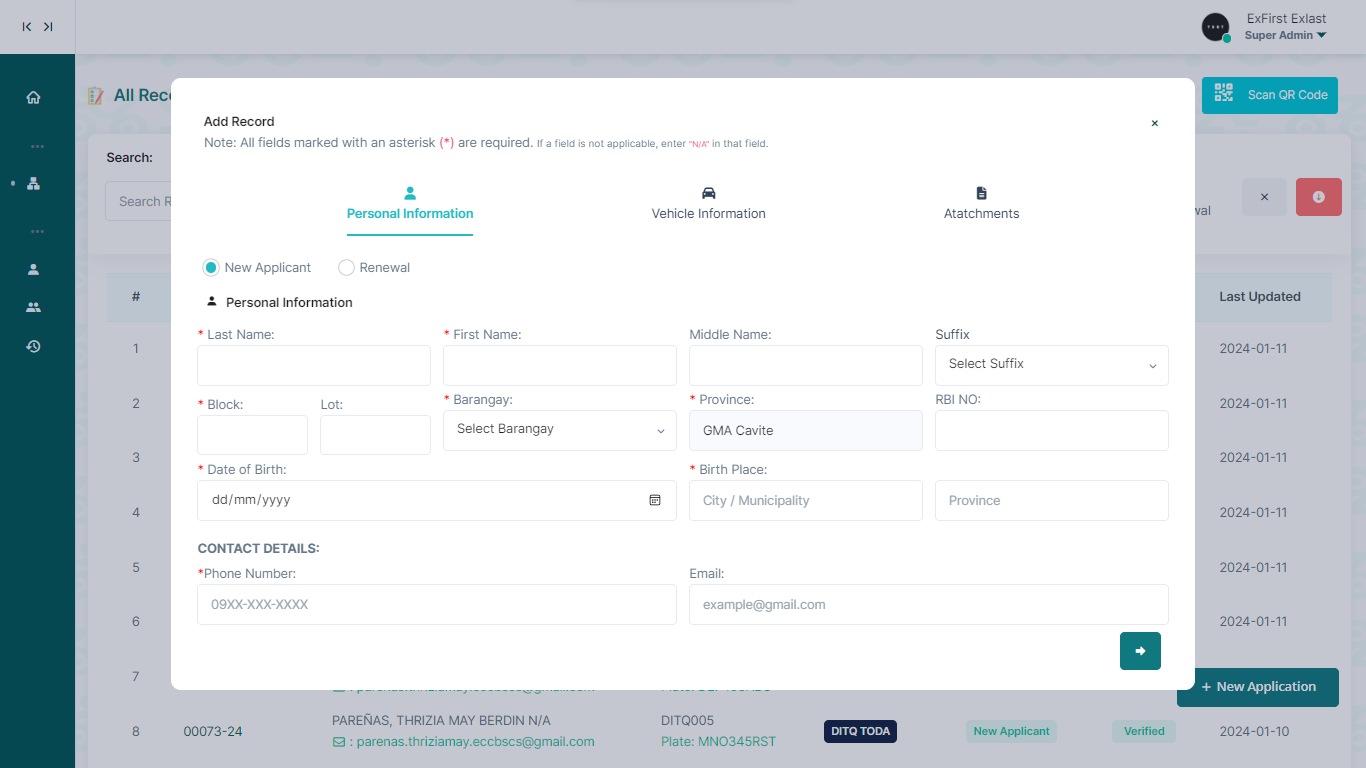 ExFirst Exlast
Super Admin
All Rec
Scan QR Code
Add Record
Note: All fields marked with an asterisk (*) are required. If a field is not applicable, enter "N/A" in that field.
Search:
Search R
Personal Information
Vehicle Information
Atatchments
New Applicant
Renewal
Personal Information
# Last Updated
* Last Name:
* First Name:
Middle Name:
Suffix
Select Suffix
1 2024-01-11
* Block:
Lot:
* Barangay:
Select Barangay
* Province:
GMA Cavite
RBI NO:
2 2024-01-11
3 2024-01-11
* Date of Birth:
dd/mm/yyyy
* Birth Place:
City / Municipality
Province
4 2024-01-11
CONTACT DETAILS:
5 2024-01-11
*Phone Number:
09XX-XXX-XXXX
Email:
example@gmail.com
6 2024-01-11
7
+ New Application
8 00073-24 PAREÑAS, THRIZIA MAY BERDIN N/A DITQ005 DITQ TODA New Applicant Verified 2024-01-10
: parenas.thriziamay.eccbscs@gmail.com Plate: MNO345RST